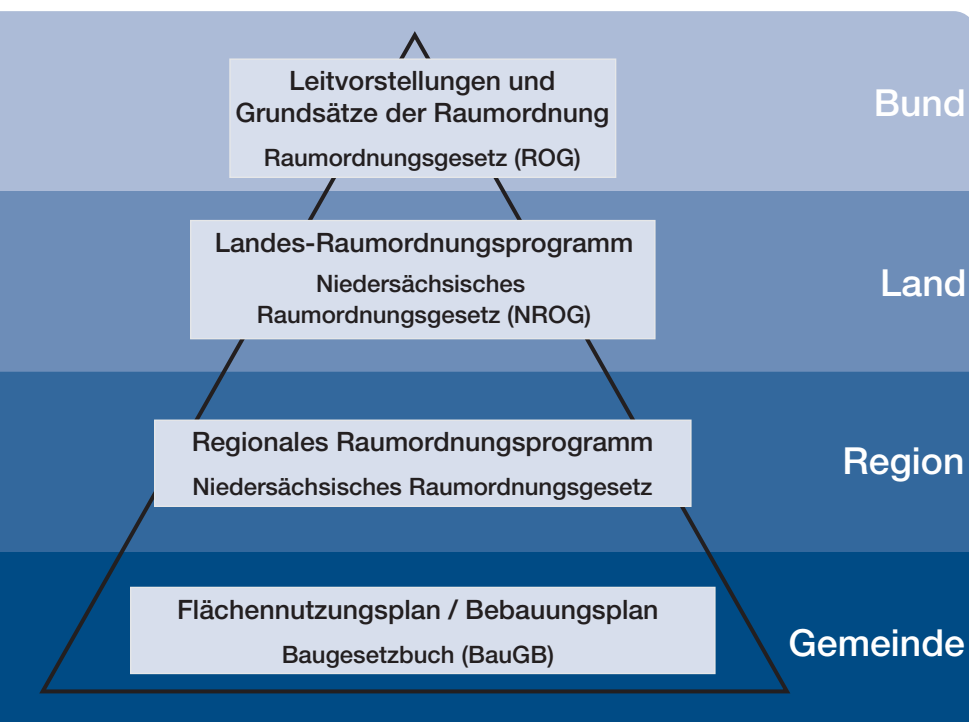 Leitvorstellungen und
Grundsätze der Raumordnung
Raumordnungsgesetz (ROG)
Bund
Landes-Raumordnungsprogramm
Niedersächsisches
Raumordnungsgesetz (NROG)
Land
Regionales Raumordnungsprogramm
Niedersächsisches Raumordnungsgesetz
Region
Flächennutzungsplan / Bebauungsplan
Baugesetzbuch (BauGB)
Gemeinde